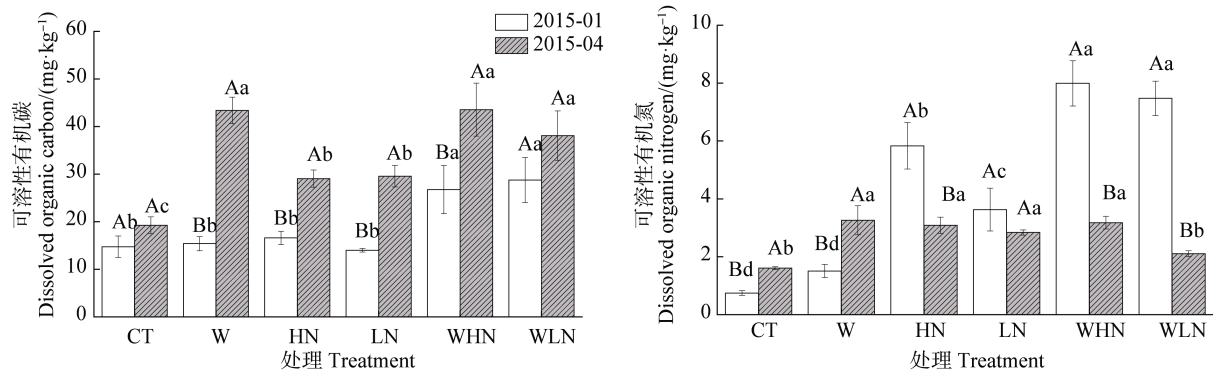 可溶性有机碳
Dissolved organic carbon/(mg·kg⁻¹)
60
50
40
30
20
10
0
2015-01
2015-04
Ab
Ac
Bb
Aa
Bb
Ab
Bb
Ab
Ba
Aa
Aa
Aa
CT
W
HN
LN
WHN
WLN
处理 Treatment
可溶性有机氮
Dissolved organic nitrogen/(mg·kg⁻¹)
10
8
6
4
2
0
Bd
Ab
Bd
Aa
Ab
Ba
Ac
Aa
Aa
Ba
Aa
Bb
CT
W
HN
LN
WHN
WLN
处理 Treatment